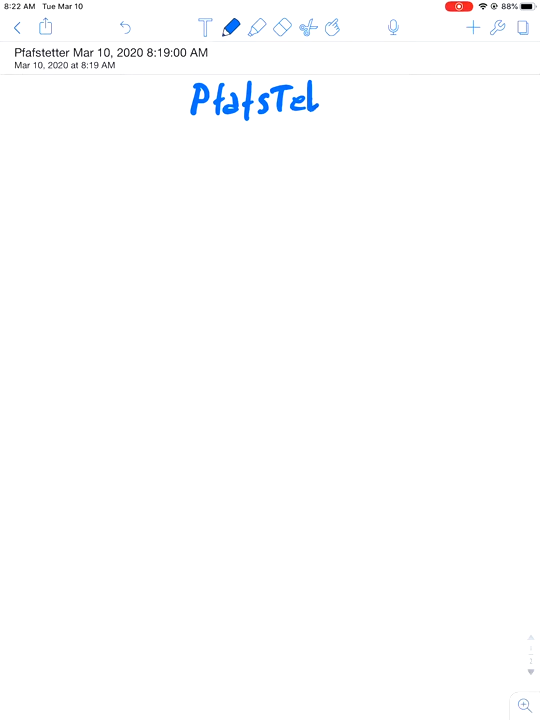 8:22 AM Tue Mar 10 88%
Pfafstetter Mar 10, 2020 8:19:00 AM
Mar 10, 2020 at 8:19 AM
PfafsTet